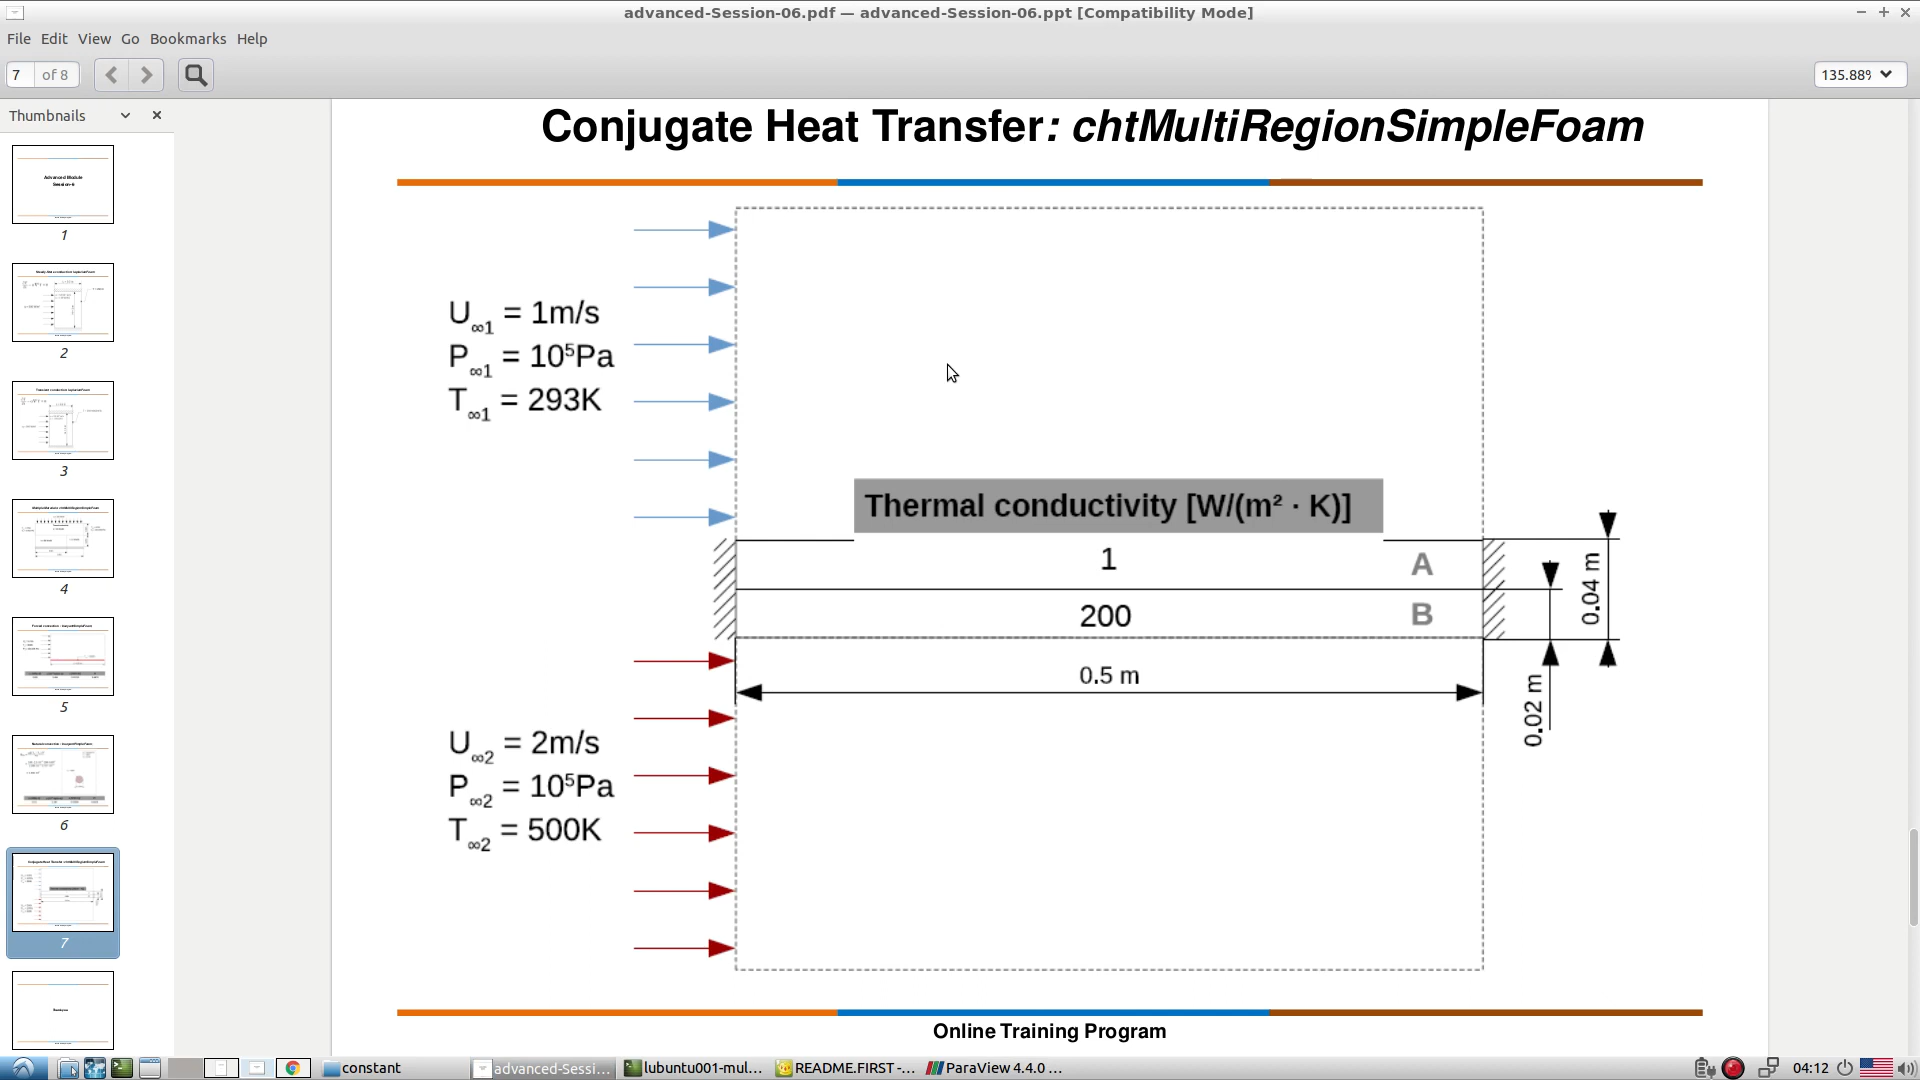 advanced-Session-06.pdf — advanced-Session-06.ppt [Compatibility Mode]
File Edit View Go Bookmarks Help
7 of 8
135.88%
Thumbnails
1
2
3
4
5
6
7
Conjugate Heat Transfer: chtMultiRegionSimpleFoam
U∞1 = 1m/s
P∞1 = 10⁵Pa
T∞1 = 293K
Thermal conductivity [W/(m² · K)]
1 A
200 B
0.5 m
0.04 m
0.02 m
U∞2 = 2m/s
P∞2 = 10⁵Pa
T∞2 = 500K
Online Training Program
constant
advanced-Sessi...
lubuntu001-mul...
README.FIRST -...
ParaView 4.4.0 ...
04:12